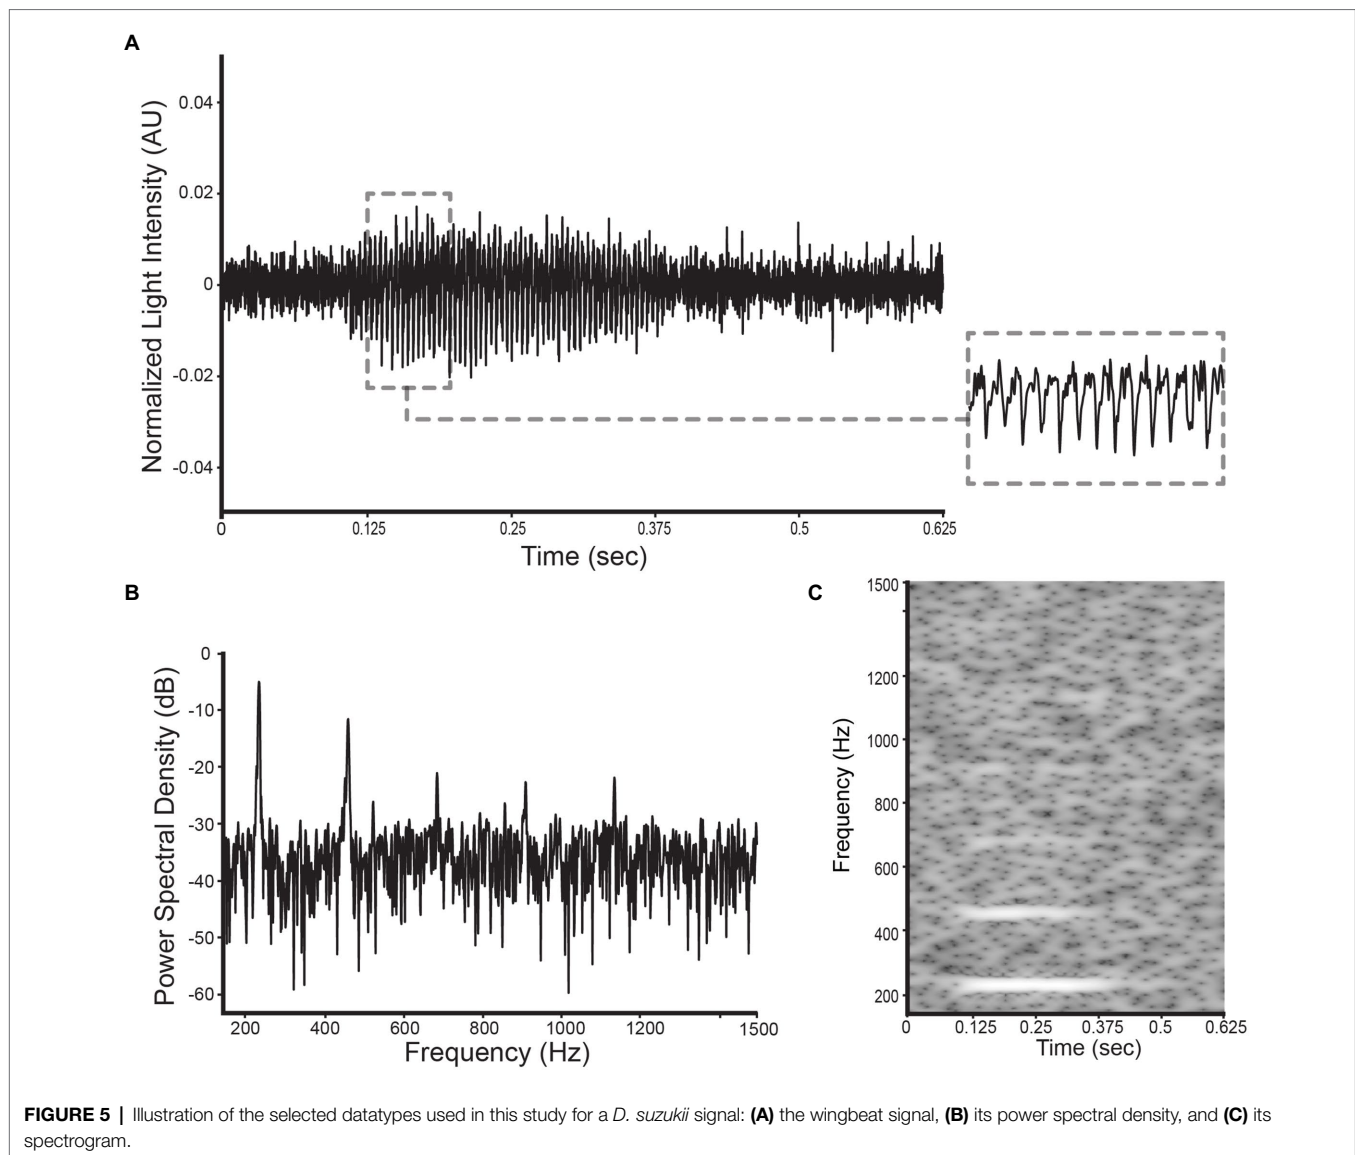 A
Normalized Light Intensity (AU)
0.04
0.02
0
-0.02
-0.04
0 0.125 0.25 0.375 0.5 0.625
Time (sec)
B
Power Spectral Density (dB)
0
-10
-20
-30
-40
-50
-60
200 400 600 800 1000 1200 1500
Frequency (Hz)
C
Frequency (Hz)
1500
1200
1000
800
600
400
200
0 0.125 0.25 0.375 0.5 0.625
Time (sec)
FIGURE 5 | Illustration of the selected datatypes used in this study for a D. suzukii signal: (A) the wingbeat signal, (B) its power spectral density, and (C) its
spectrogram.